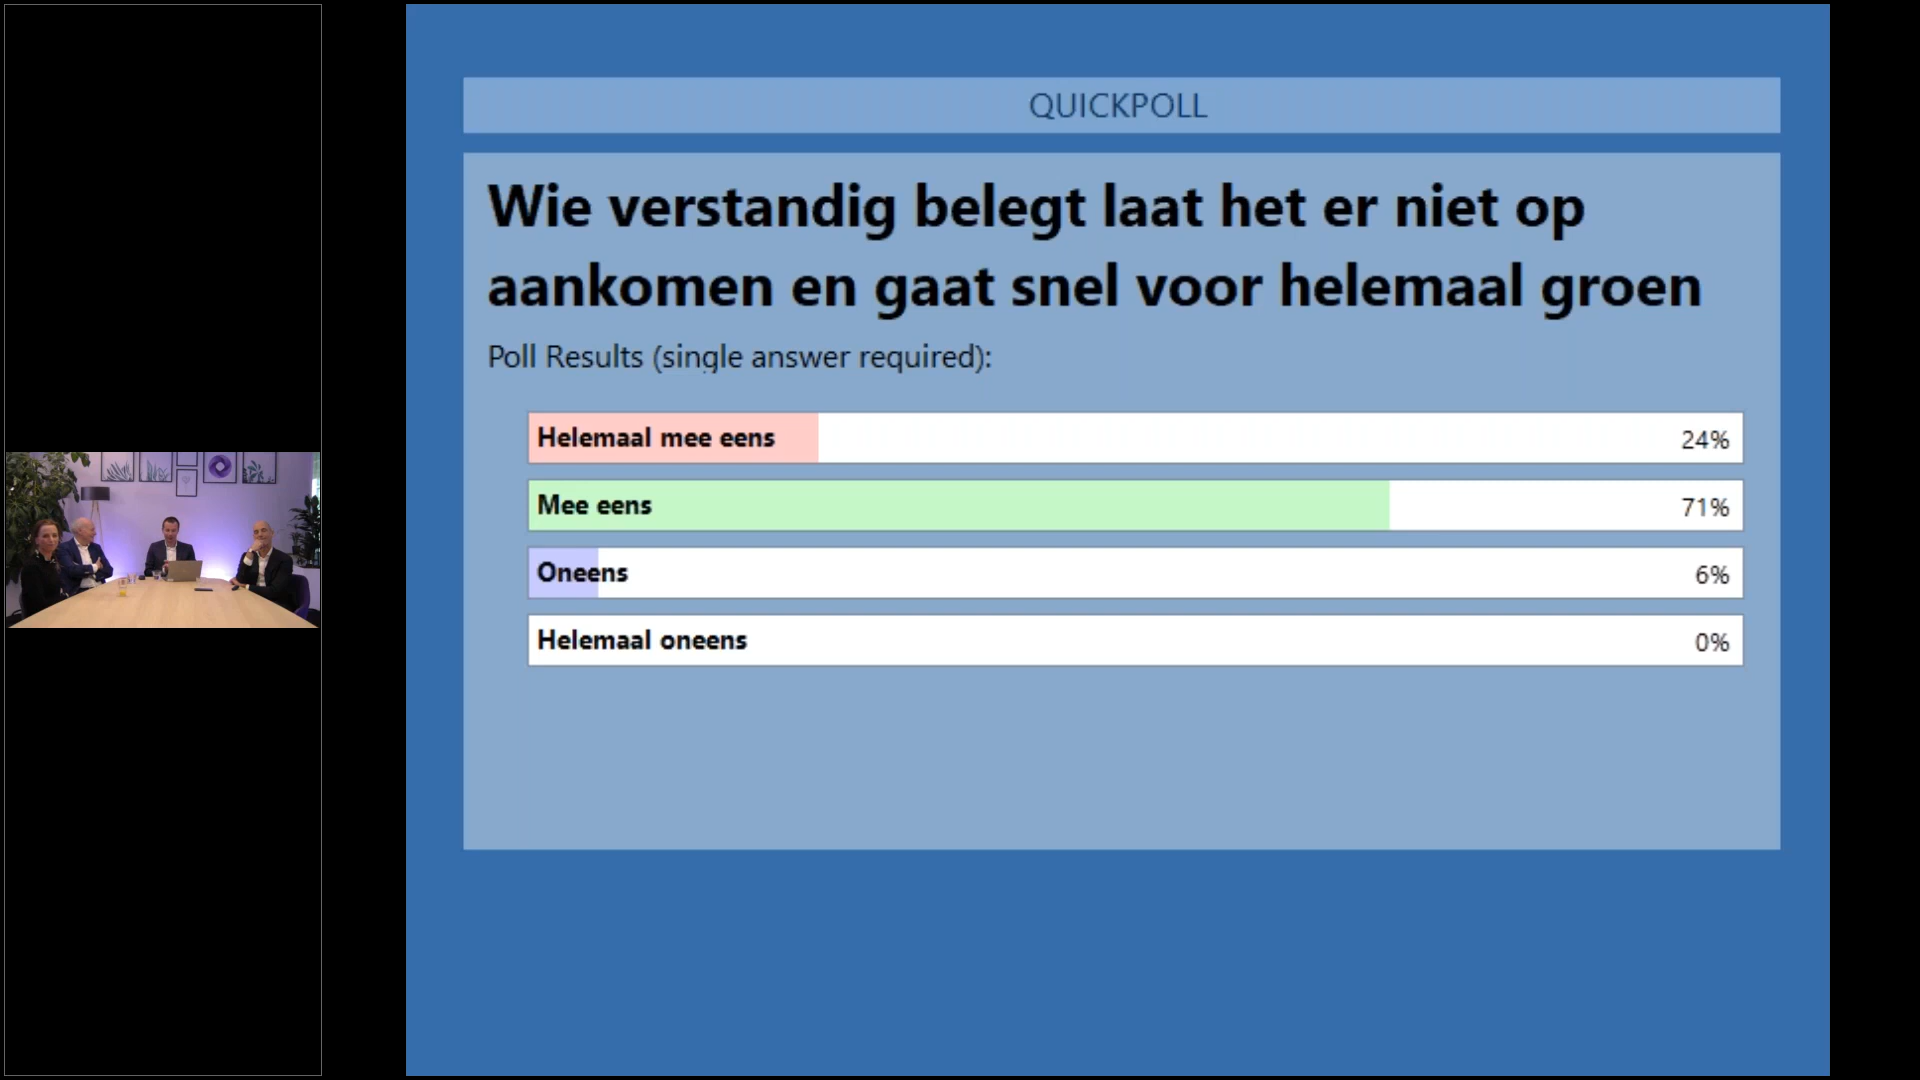 QUICKPOLL
Wie verstandig belegt laat het er niet op
aankomen en gaat snel voor helemaal groen
Poll Results (single answer required):
Helemaal mee eens 24%
Mee eens 71%
Oneens 6%
Helemaal oneens 0%